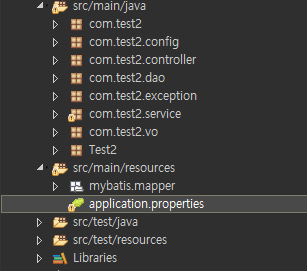 src/main/java
com.test2
com.test2.config
com.test2.controller
com.test2.dao
com.test2.exception
com.test2.service
com.test2.vo
Test2
src/main/resources
mybatis.mapper
application.properties
src/test/java
src/test/resources
Libraries